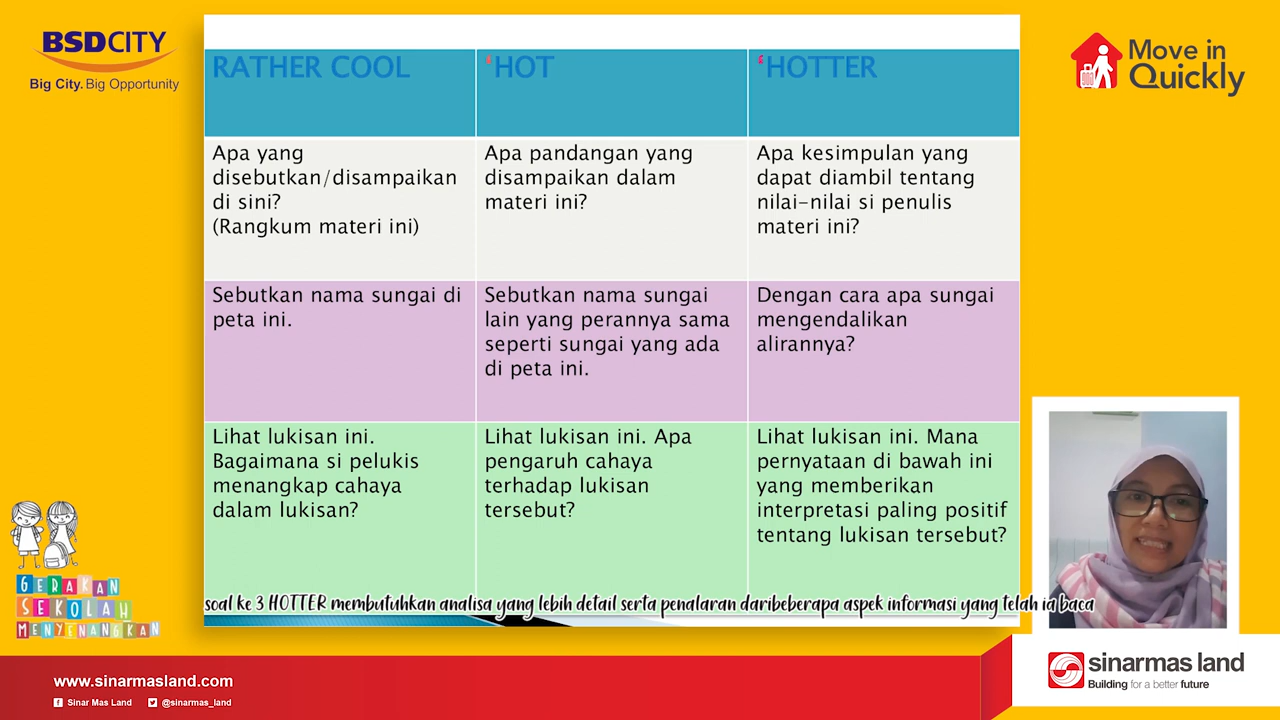 BSDCITY
Big City. Big Opportunity
Move in
Quickly
RATHER COOL
‘HOT
‘HOTTER
Apa yang
disebutkan/disampaikan
di sini?
(Rangkum materi ini)
Apa pandangan yang
disampaikan dalam
materi ini?
Apa kesimpulan yang
dapat diambil tentang
nilai-nilai si penulis
materi ini?
Sebutkan nama sungai di
peta ini.
Sebutkan nama sungai
lain yang perannya sama
seperti sungai yang ada
di peta ini.
Dengan cara apa sungai
mengendalikan
alirannya?
Lihat lukisan ini.
Bagaimana si pelukis
menangkap cahaya
dalam lukisan?
Lihat lukisan ini. Apa
pengaruh cahaya
terhadap lukisan
tersebut?
Lihat lukisan ini. Mana
pernyataan di bawah ini
yang memberikan
interpretasi paling positif
tentang lukisan tersebut?
soal ke 3 HOTTER membutuhkan analisa yang lebih detail serta penalaran daribeberapa aspek informasi yang telah ia baca
GERAKAN
SEKOLAH
MENYENANGKAN
www.sinarmasland.com
Sinar Mas Land
@sinarmas_land
sinarmas land
Building for a better future